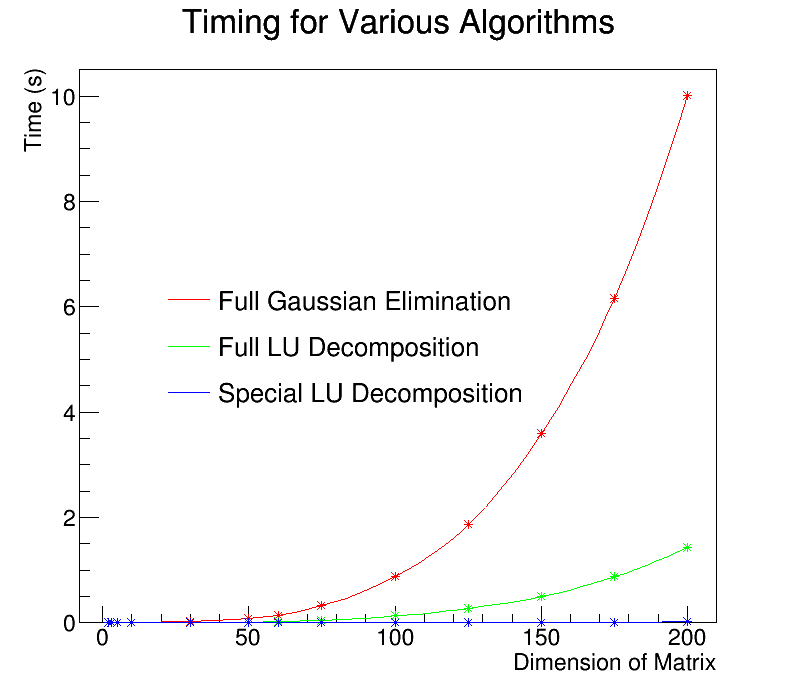 Timing for Various Algorithms
Time (s)
10
8
6
4
2
0
Full Gaussian Elimination
Full LU Decomposition
Special LU Decomposition
0 50 100 150 200
Dimension of Matrix